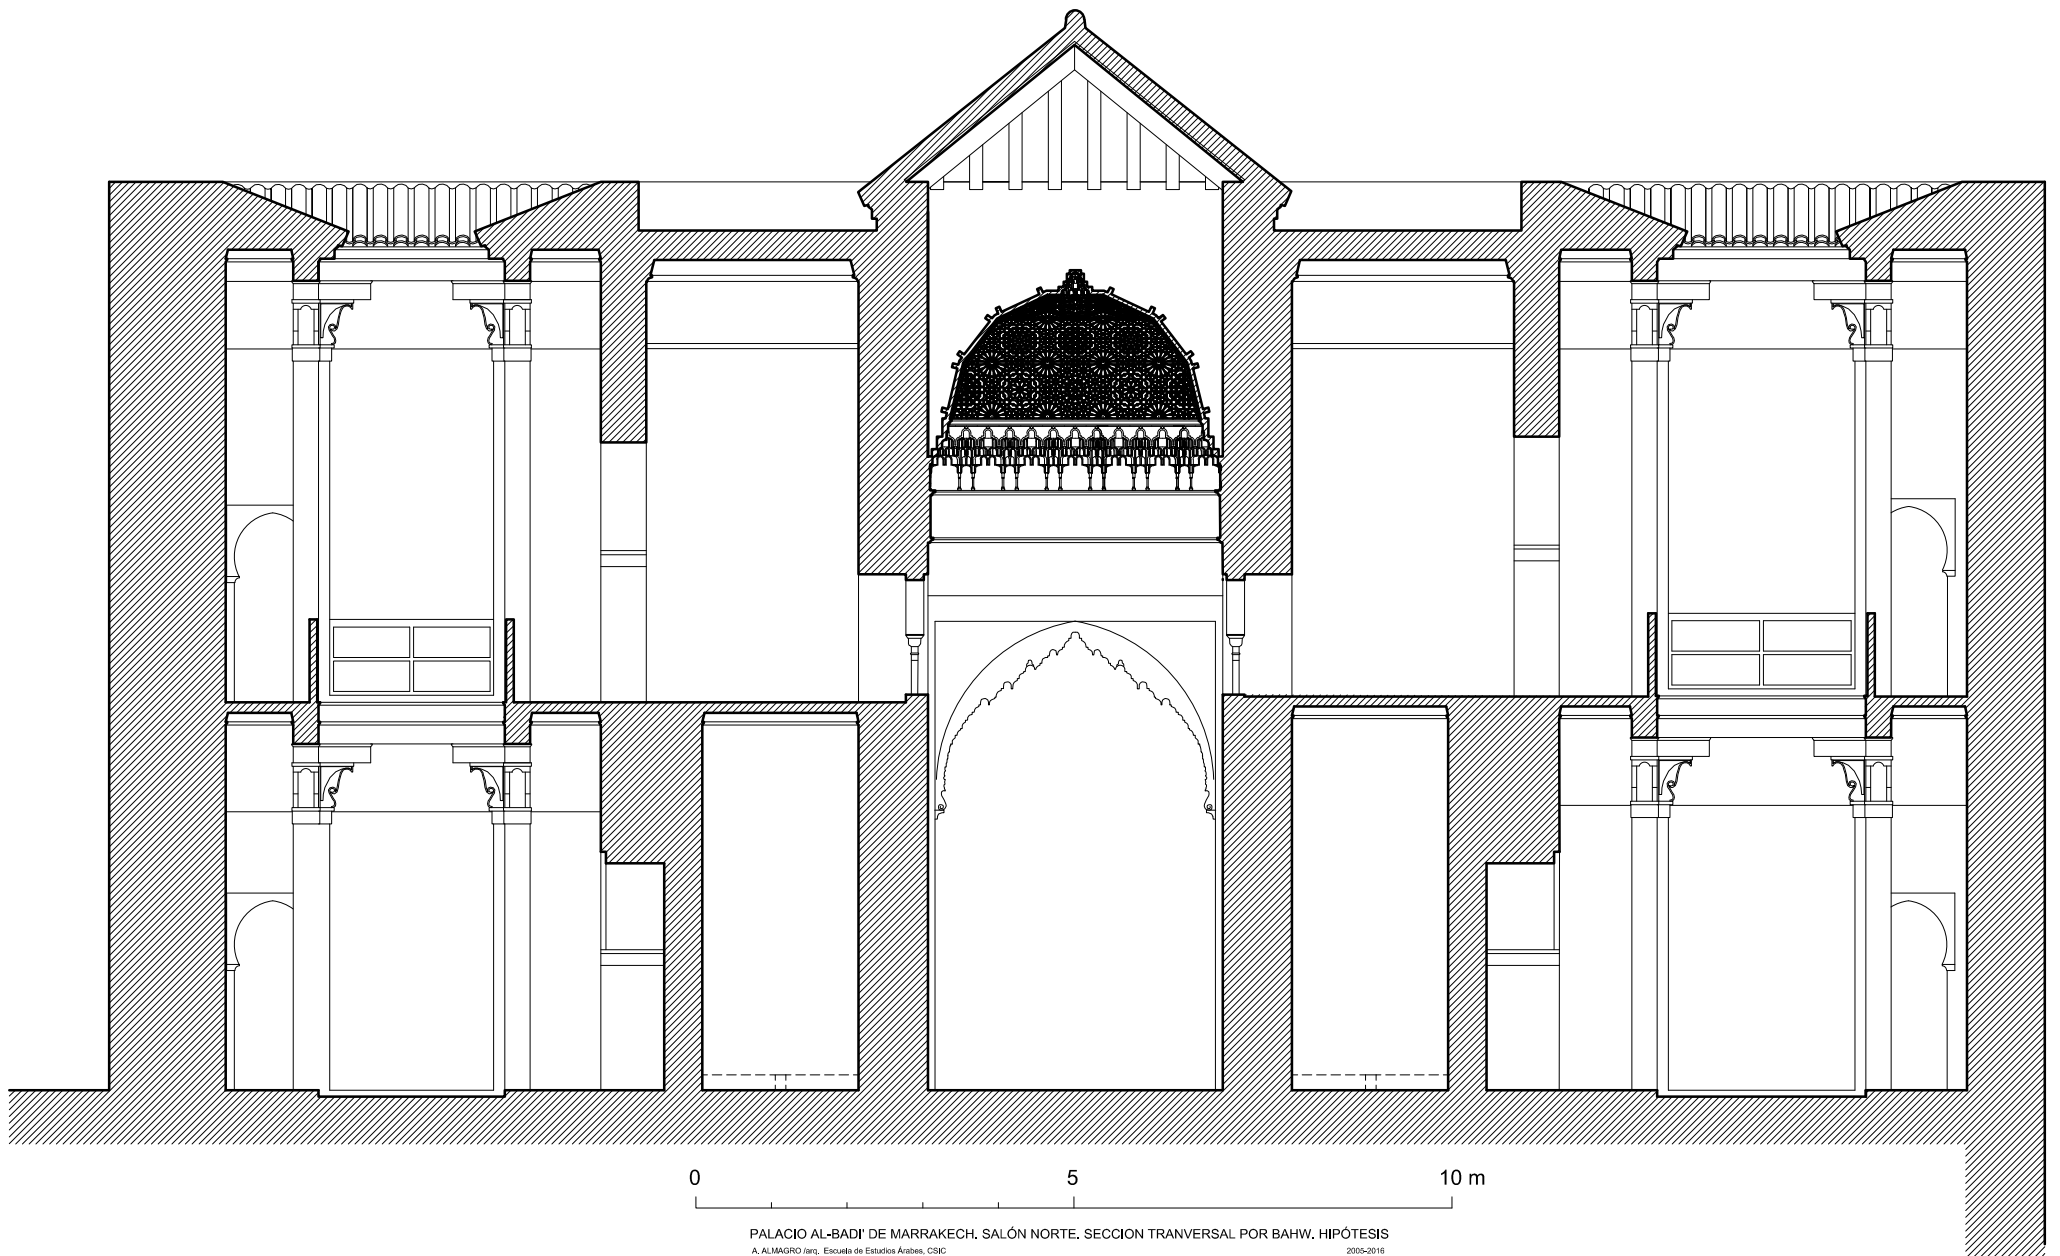 0 5 10 m
PALACIO AL-BADI' DE MARRAKECH. SALÓN NORTE. SECCION TRANVERSAL POR BAHW. HIPÓTESIS
A. ALMAGRO /arq. Escuela de Estudios Árabes, CSIC 2005-2016